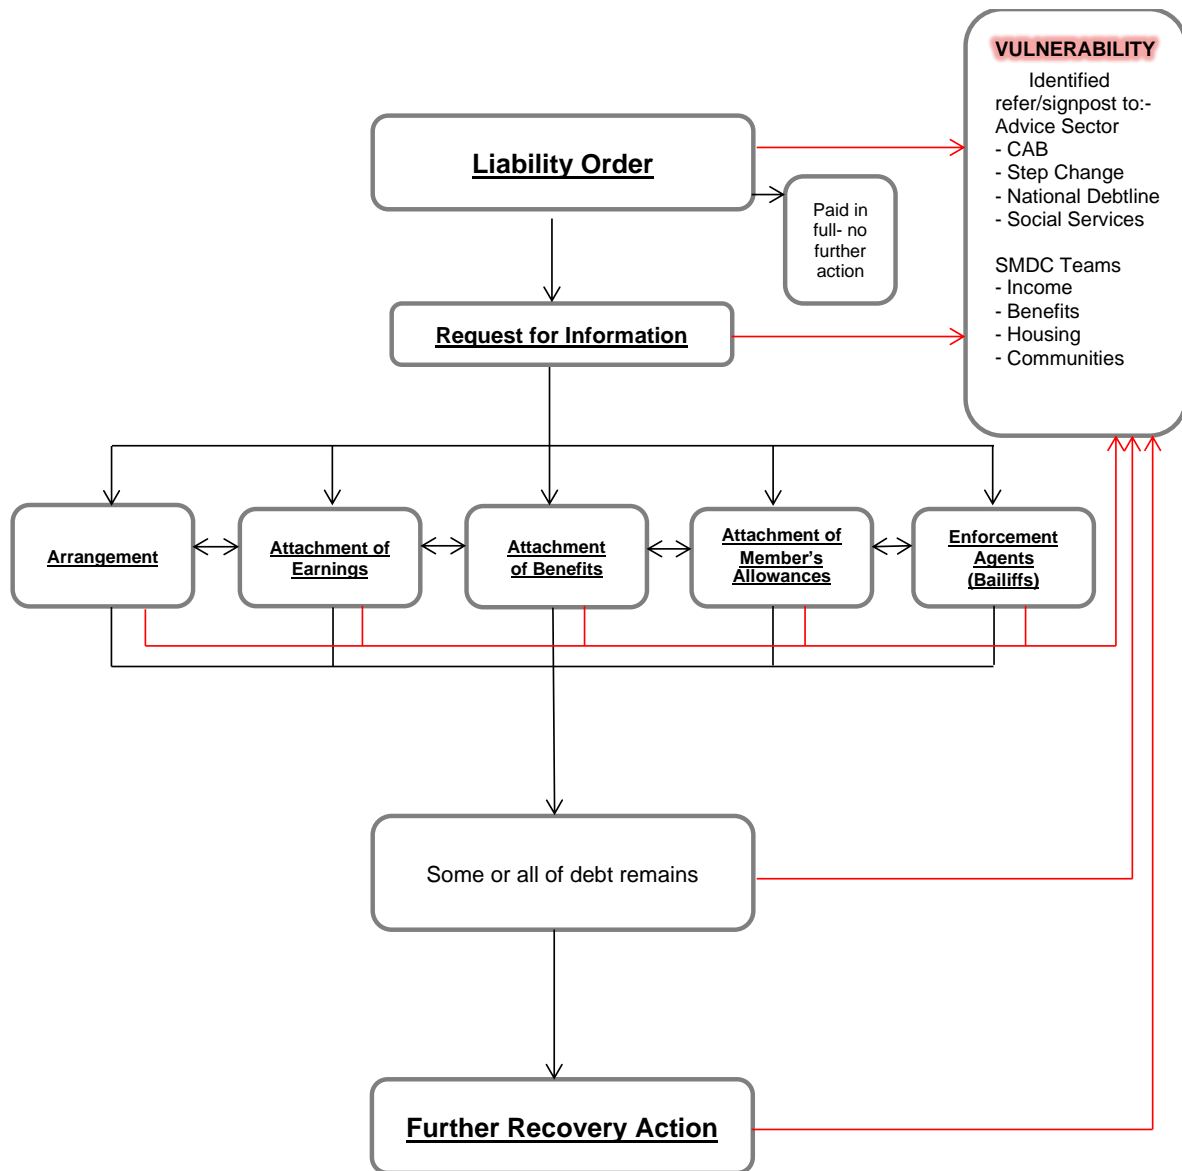 VULNERABILITY
Identified
refer/signpost to:-
Advice Sector
- CAB
- Step Change
- National Debtline
- Social Services
SMDC Teams
- Income
- Benefits
- Housing
- Communities
Liability Order
Paid in
full- no
further
action
Request for Information
Arrangement
Attachment of
Earnings
Attachment
of Benefits
Attachment of
Member’s
Allowances
Enforcement
Agents
(Bailiffs)
Some or all of debt remains
Further Recovery Action